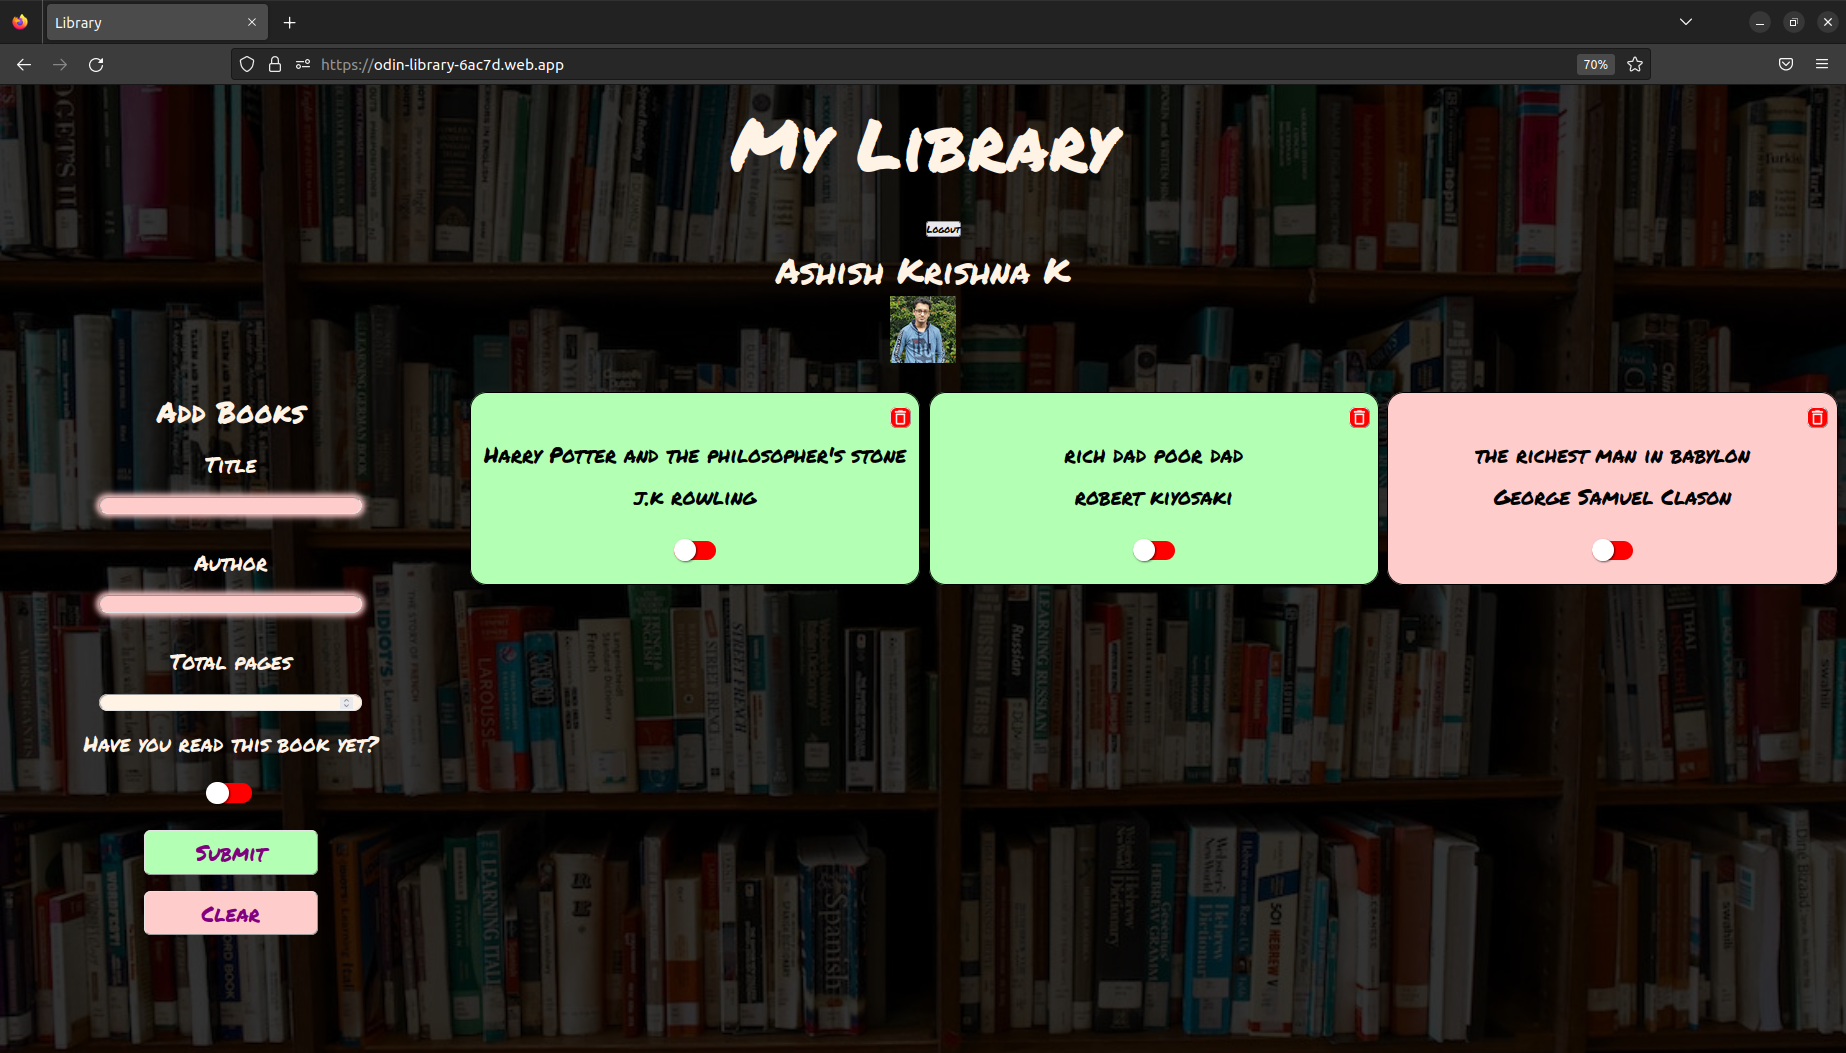 Library
https://odin-library-6ac7d.web.app
70%
My Library
Logout
Ashish Krishna K
Add Books
Title
Author
Total pages
Have you read this book yet?
Submit
Clear
Harry Potter and the philosopher's stone
J.K rowling
rich dad poor dad
robert kiyosaki
the richest man in babylon
George Samuel Clason